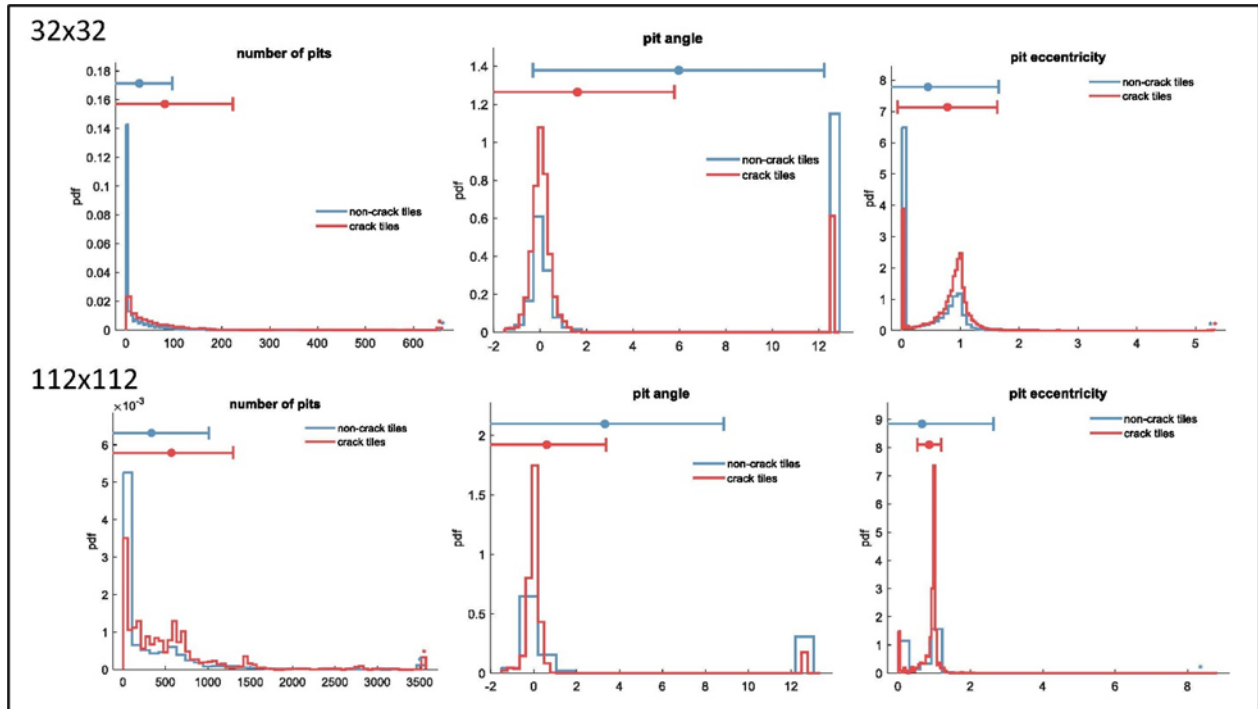 32x32
number of pits
0.18
0.16
0.14
0.12
0.1
0.08
0.06
0.04
0.02
0
pdf
non-crack tiles
crack tiles
0 100 200 300 400 500 600
pit angle
1.4
1.2
1
0.8
0.6
0.4
0.2
0
pdf
non-crack tiles
crack tiles
-2 0 2 4 6 8 10 12
pit eccentricity
8
7
6
5
4
3
2
1
0
pdf
non-crack tiles
crack tiles
0 1 2 3 4 5
112x112
×10-3
number of pits
6
5
4
3
2
1
0
pdf
non-crack tiles
crack tiles
0 500 1000 1500 2000 2500 3000 3500
pit angle
2
1.5
1
0.5
0
pdf
non-crack tiles
crack tiles
-2 0 2 4 6 8 10 12
pit eccentricity
9
8
7
6
5
4
3
2
1
0
pdf
non-crack tiles
crack tiles
0 2 4 6 8